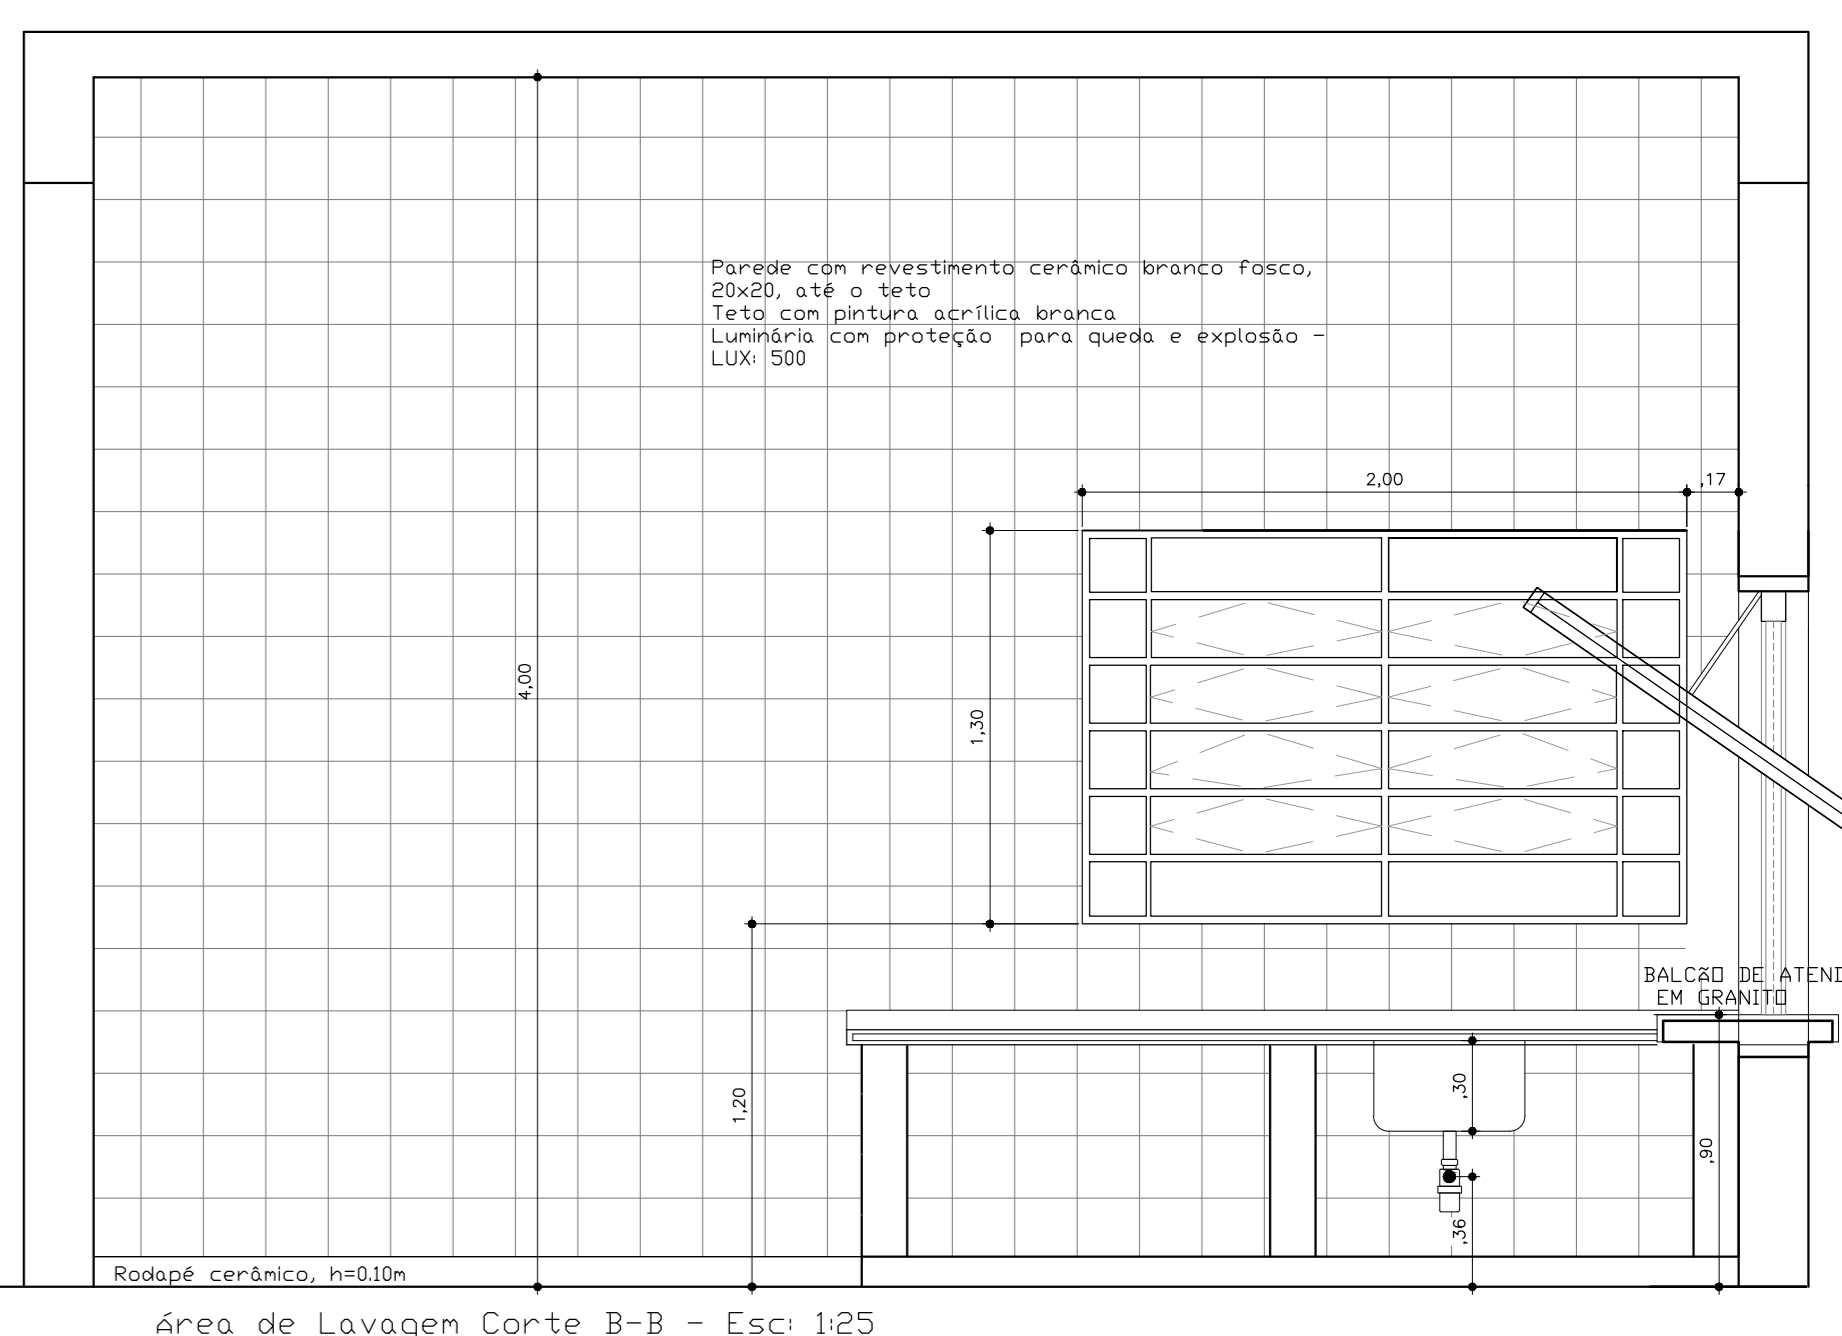 Parede com revestimento cerâmico branco fosco,
20x20, até o teto
Teto com pintura acrílica branca
Luminária com proteção para queda e explosão -
LUX: 500
2,00
,17
4,00
1,30
BALCÃO DE ATEND
EM GRANITO
1,20
,30
,90
,36
Rodapé cerâmico, h=0.10m
área de Lavagem Corte B-B - Esc: 1:25